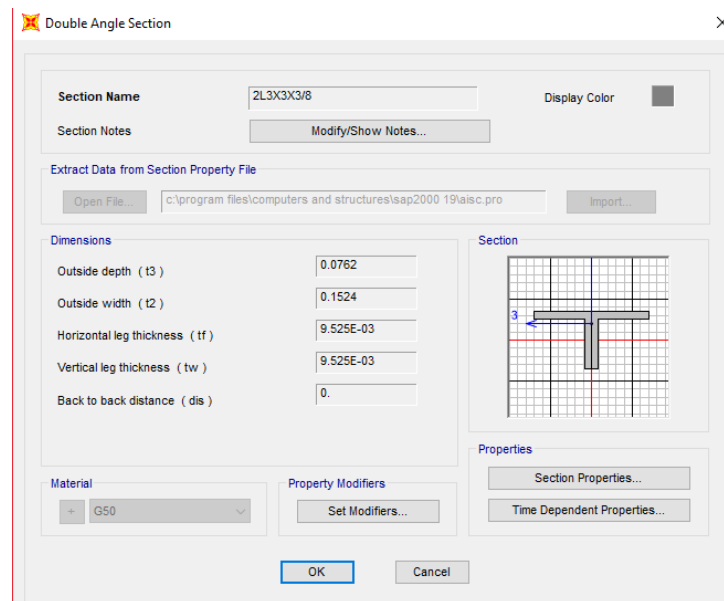 Double Angle Section
Section Name 2L3X3X3/8 Display Color
Section Notes Modify/Show Notes...
Extract Data from Section Property File
Open File... c:\program files\computers and structures\sap2000 19\aisc.pro Import...
Dimensions Section
Outside depth ( t3 ) 0.0762
Outside width ( t2 ) 0.1524
Horizontal leg thickness ( tf ) 9.525E-03
Vertical leg thickness ( tw ) 9.525E-03
Back to back distance ( dis ) 0.
3
Properties
Section Properties...
Time Dependent Properties...
Material Property Modifiers
+ G50 Set Modifiers...
OK Cancel